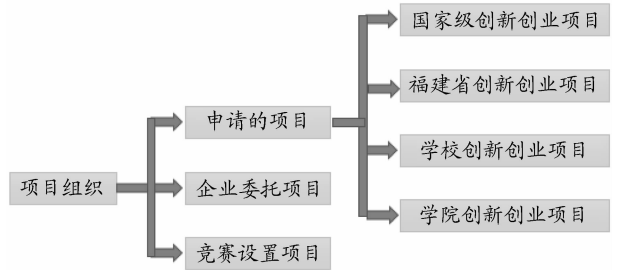 国家级创新创业项目
福建省创新创业项目
申请的项目
学校创新创业项目
项目组织
企业委托项目
学院创新创业项目
竞赛设置项目